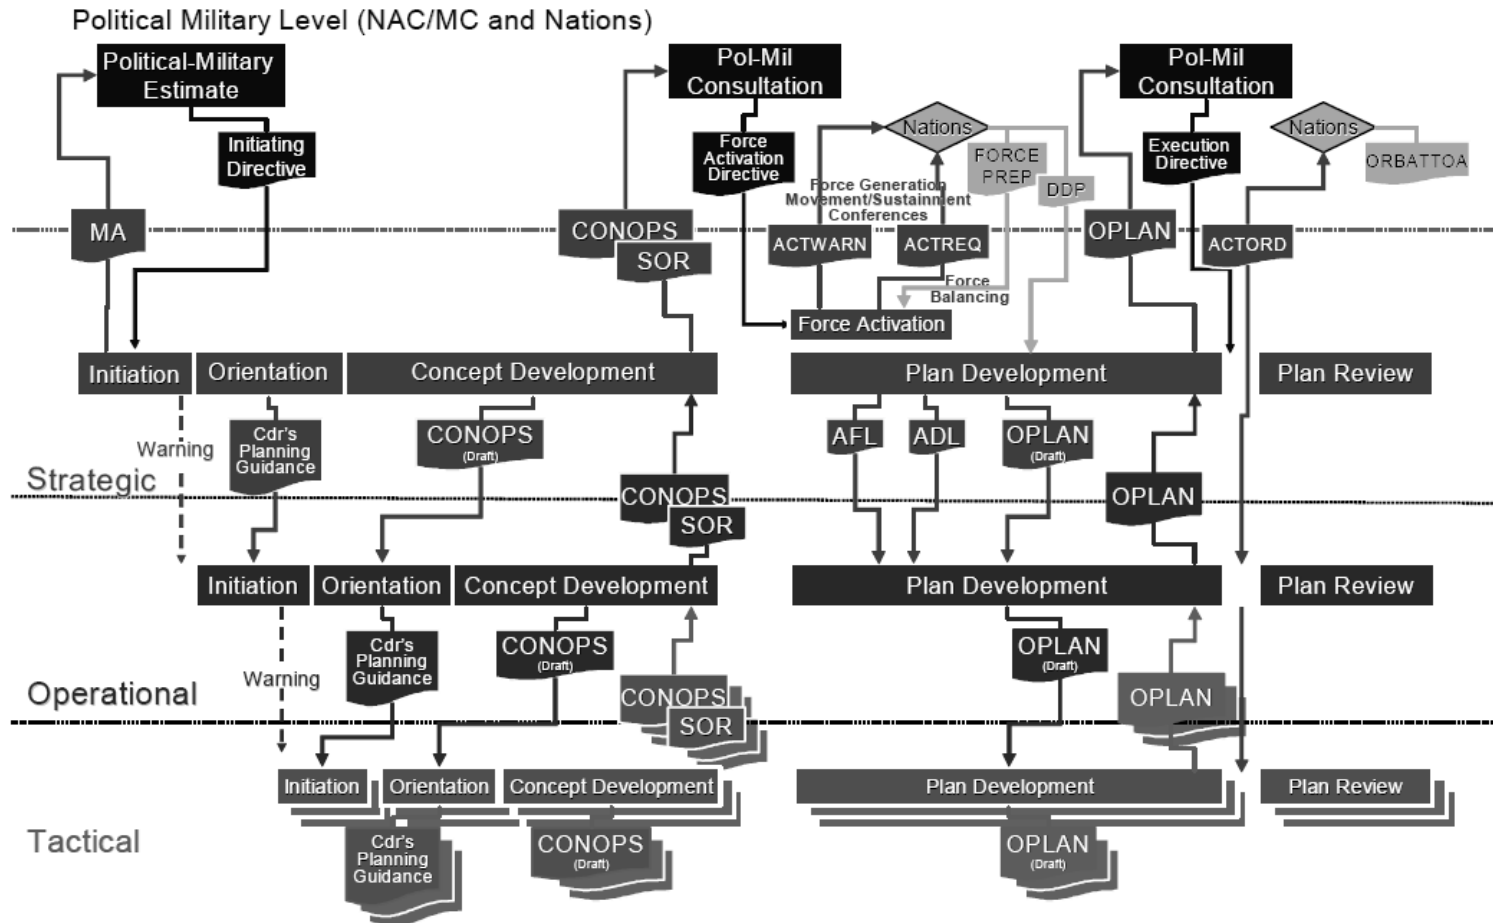 Political Military Level (NAC/MC and Nations)
Political-Military
Estimate
Initiating
Directive
MA
Pol-Mil
Consultation
Force
Activation
Directive
CONOPS
SOR
Nations
FORCE
PREP
DDP
Force Generation
Movement/Sustainment
Conferences
ACTWARN
ACTREQ
Force
Balancing
Force Activation
Pol-Mil
Consultation
Execution
Directive
OPLAN
Nations
ORBATTOA
ACTORD
Initiation
Orientation
Concept Development
Plan Development
Plan Review
Warning
Cdr's
Planning
Guidance
CONOPS
(Draft)
AFL
ADL
OPLAN
(Draft)
Strategic
CONOPS
SOR
OPLAN
Initiation
Orientation
Concept Development
Plan Development
Plan Review
Warning
Cdr's
Planning
Guidance
CONOPS
(Draft)
CONOPS
SOR
OPLAN
(Draft)
OPLAN
Operational
Initiation
Orientation
Concept Development
Plan Development
Plan Review
Tactical
Cdr's
Planning
Guidance
CONOPS
(Draft)
OPLAN
(Draft)